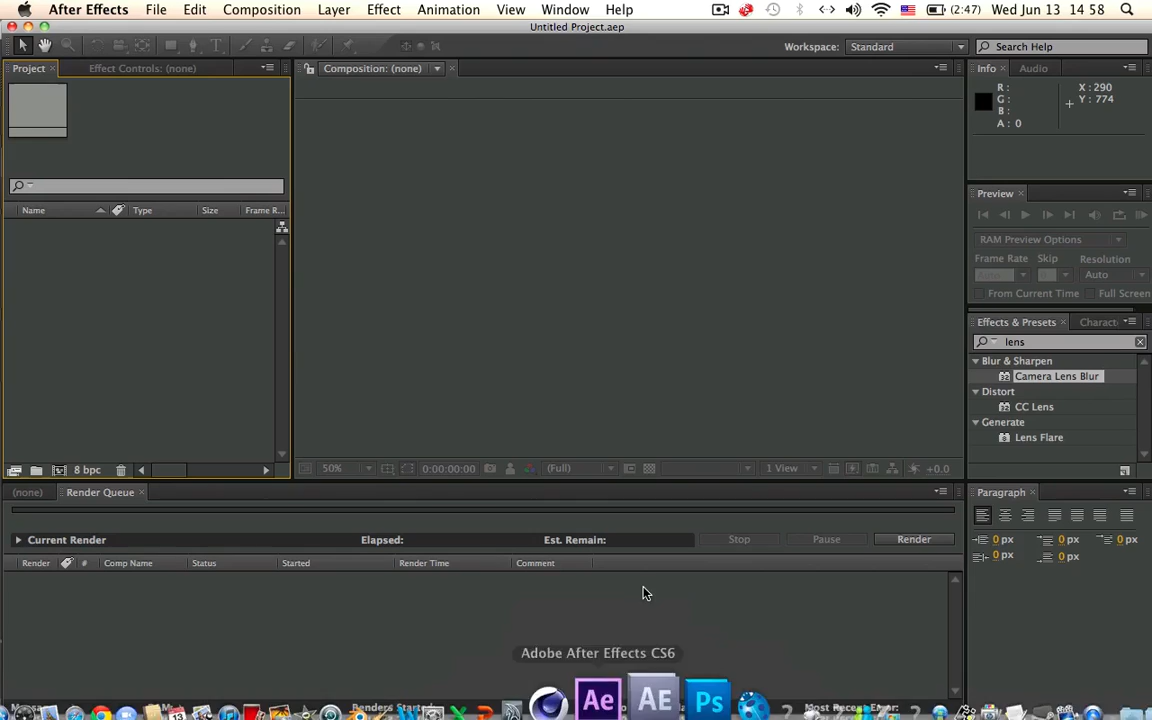 After Effects File Edit Composition Layer Effect Animation View Window Help (2:47) Wed Jun 13 14 58
Untitled Project.aep
Workspace: Standard Search Help
Project Effect Controls: (none) Composition: (none) Info Audio
R: X: 290
G: Y: 774
B:
A: 0
Preview
Name Type Size Frame R...
RAM Preview Options
Frame Rate Skip Resolution
Auto
From Current Time Full Screen
Effects & Presets Charact
lens
Blur & Sharpen
Camera Lens Blur
Distort
CC Lens
Generate
Lens Flare
8 bpc 50% 0:00:00:00 (Full) 1 View +0.0
(none) Render Queue Paragraph
Current Render Elapsed: Est. Remain: Stop Pause Render
0 px 0 px 0 px
0 px 0 px
Render # Comp Name Status Started Render Time Comment
Adobe After Effects CS6
Ae AE Ps
Renders Started Most Recent Error: